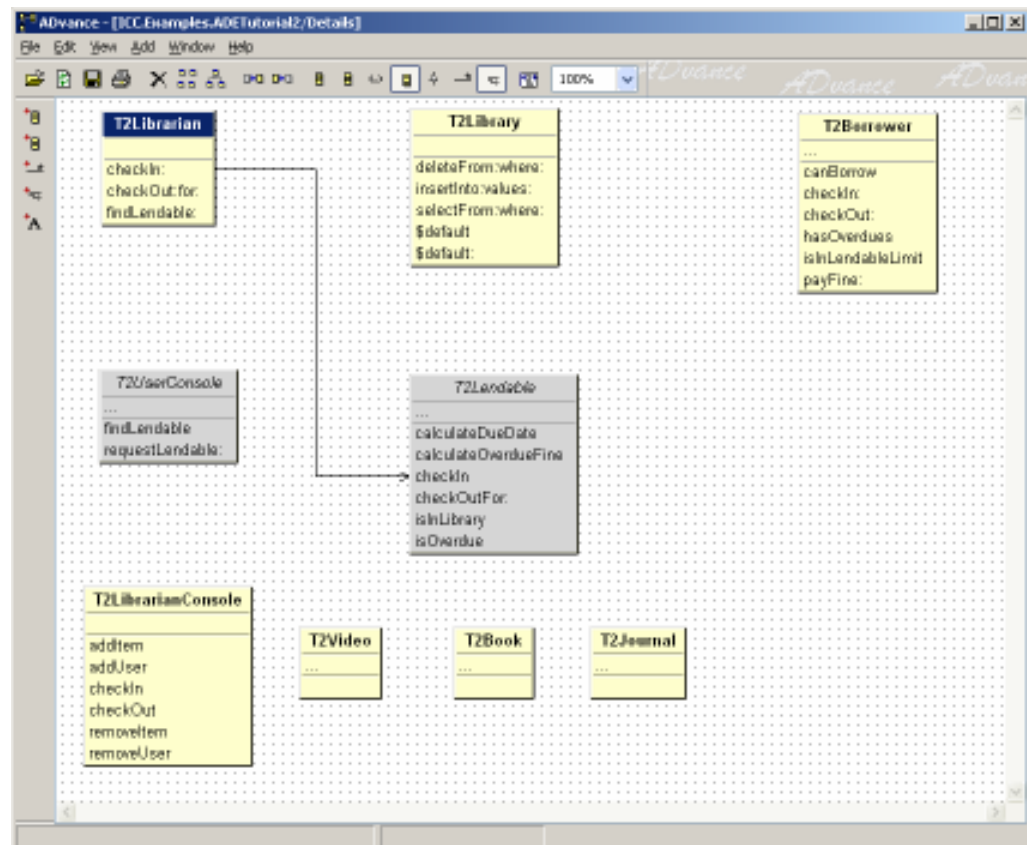 ADvance - [ICC.Examples.ADETutorial2/Details]
File Edit View Add Window Help
100%
ADvance ADvance ADvan
T2Librarian
checkIn:
checkOut:for:
findLendable:
T2Library
deleteFrom:where:
insertInto:values:
selectFrom:where:
$default
$default:
T2Borrower
...
canBorrow
checkIn:
checkOut:
hasOverdues
isInLendableLimit
payFine:
T2UserConsole
...
findLendable
requestLendable:
T2Lendable
...
calculateDueDate
calculateOverdueFine
checkIn
checkOutFor:
isInLibrary
isOverdue
T2LibrarianConsole
addItem
addUser
checkIn
checkOut
removeItem
removeUser
T2Video
...
T2Book
...
T2Journal
...